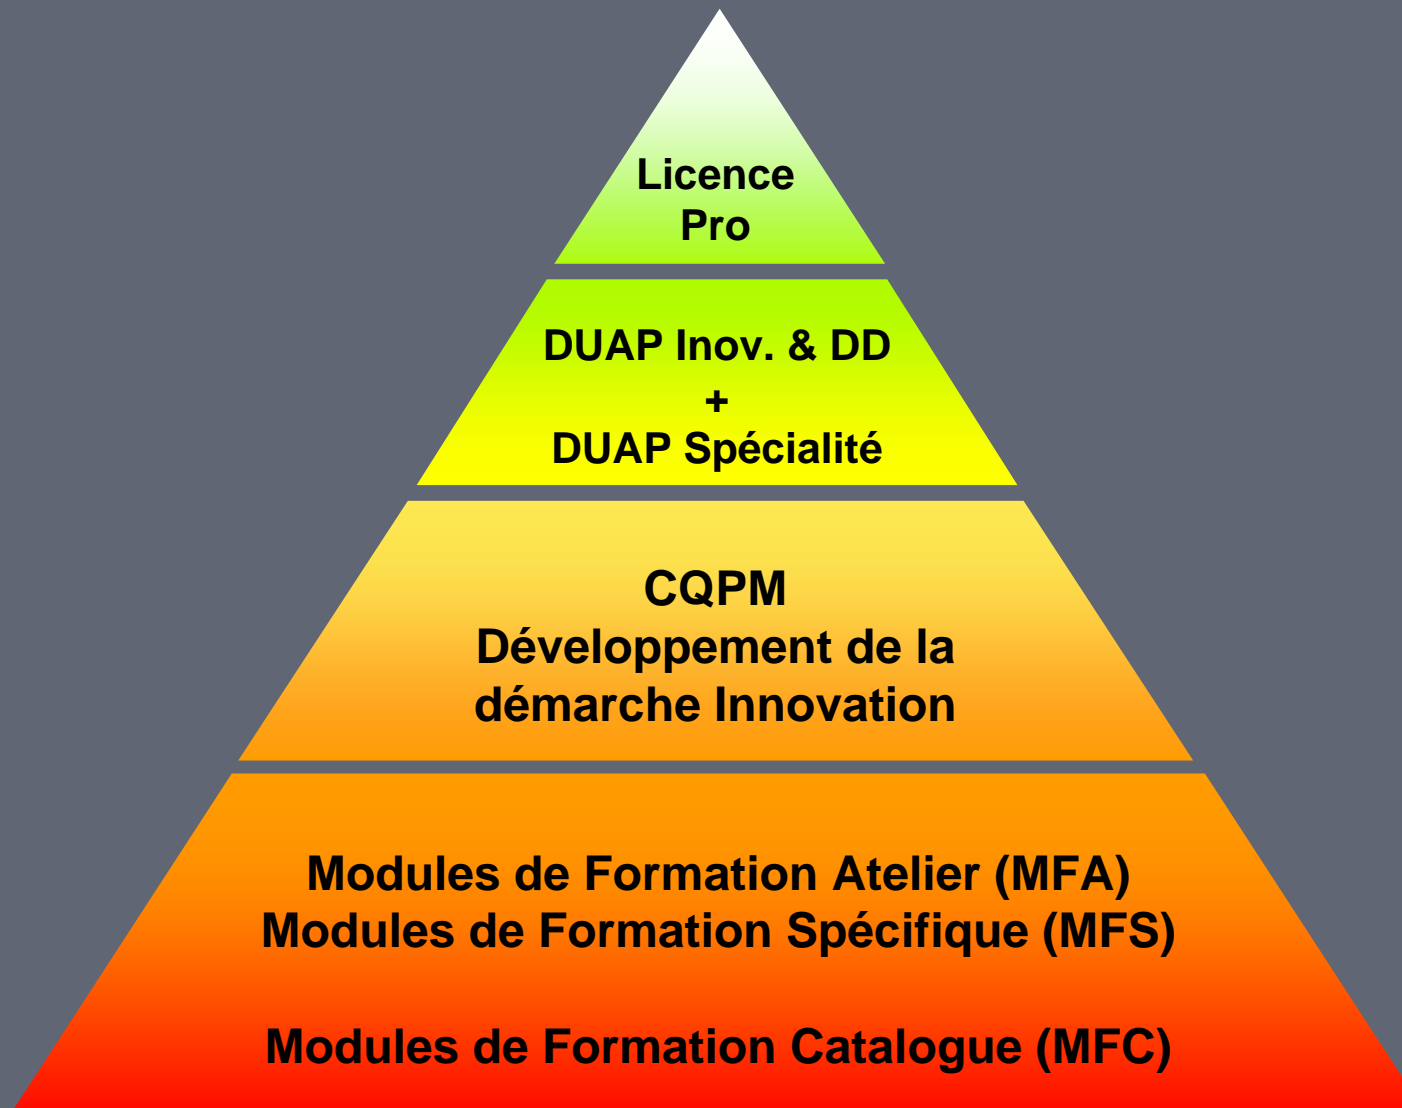 Licence
Pro
DUAP Inov. & DD
+
DUAP Spécialité
CQPM
Développement de la
démarche Innovation
Modules de Formation Atelier (MFA)
Modules de Formation Spécifique (MFS)
Modules de Formation Catalogue (MFC)